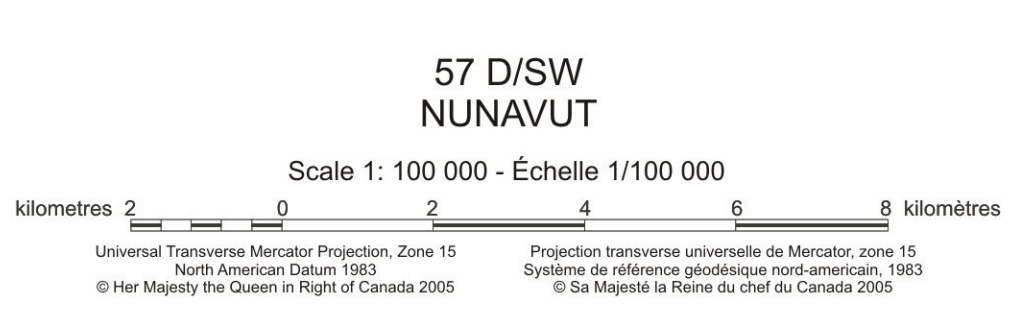 57 D/SW
NUNAVUT
Scale 1: 100 000 - Échelle 1/100 000
kilometres 2 0 2 4 6 8 kilomètres
Universal Transverse Mercator Projection, Zone 15
North American Datum 1983
© Her Majesty the Queen in Right of Canada 2005
Projection transverse universelle de Mercator, zone 15
Système de référence géodésique nord-americain, 1983
© Sa Majesté la Reine du chef du Canada 2005